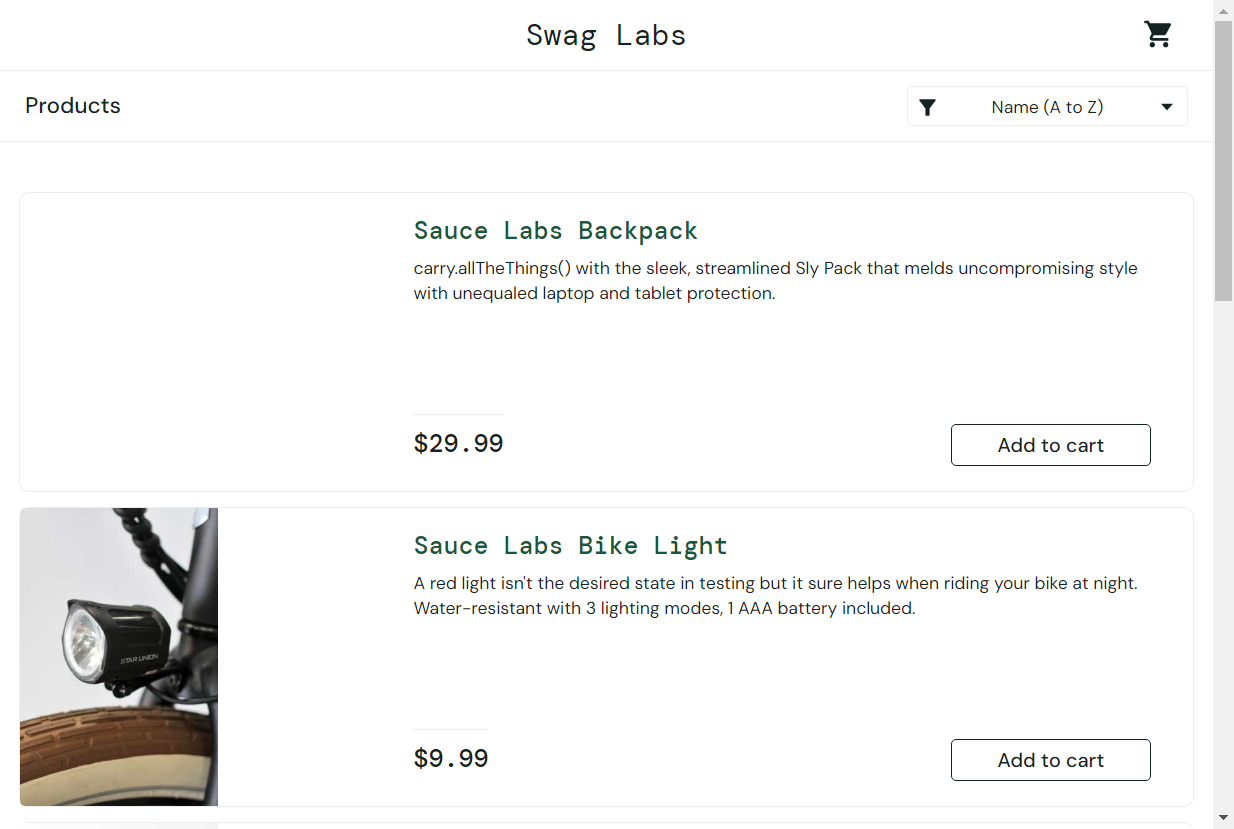 Swag Labs
Products
Name (A to Z)
Sauce Labs Backpack
carry.allTheThings() with the sleek, streamlined Sly Pack that melds uncompromising style
with unequaled laptop and tablet protection.
$29.99
Add to cart
Sauce Labs Bike Light
A red light isn't the desired state in testing but it sure helps when riding your bike at night.
Water-resistant with 3 lighting modes, 1 AAA battery included.
STAR UNION
$9.99
Add to cart